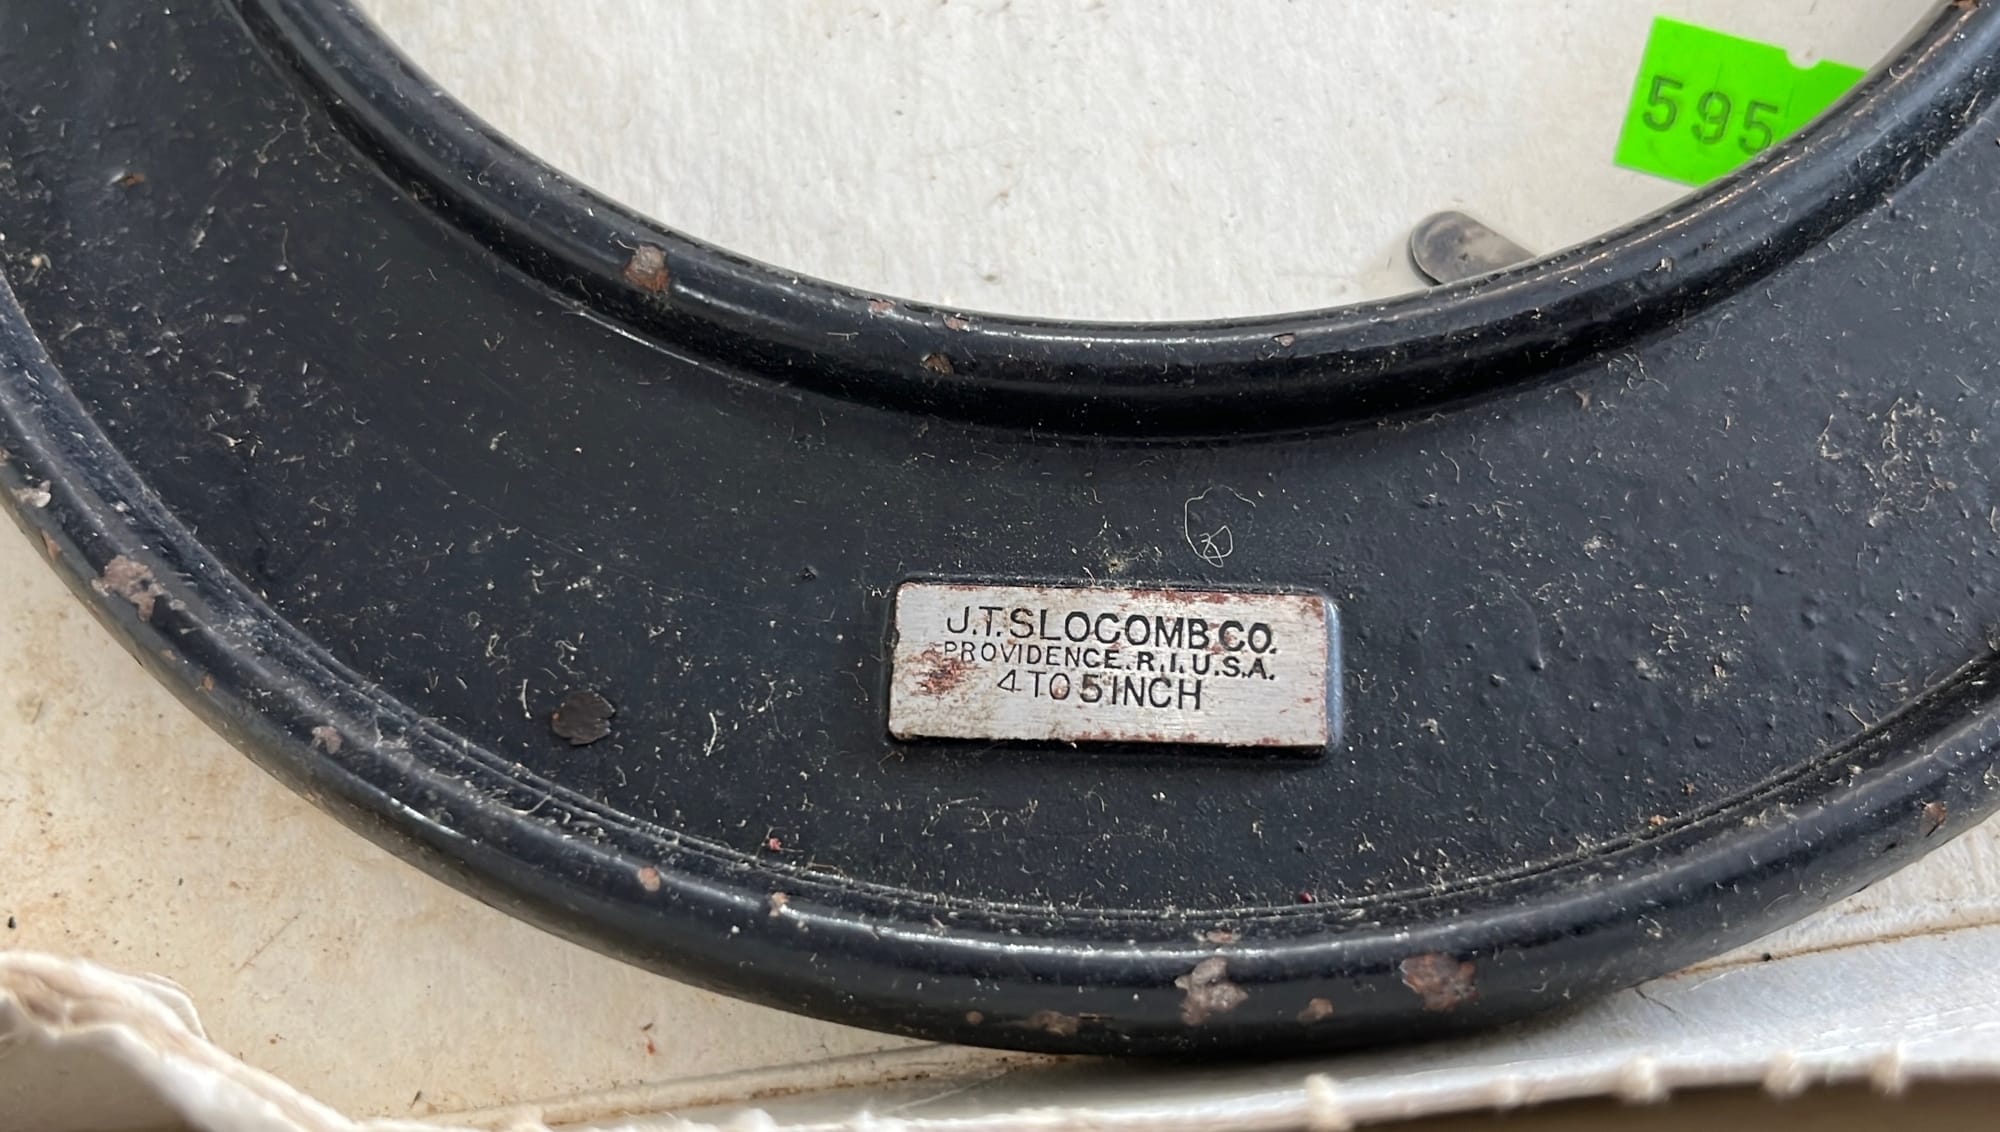 595
J.T. SLOCOMB CO.
PROVIDENCE. R.I. U.S.A.
4 TO 5 INCH